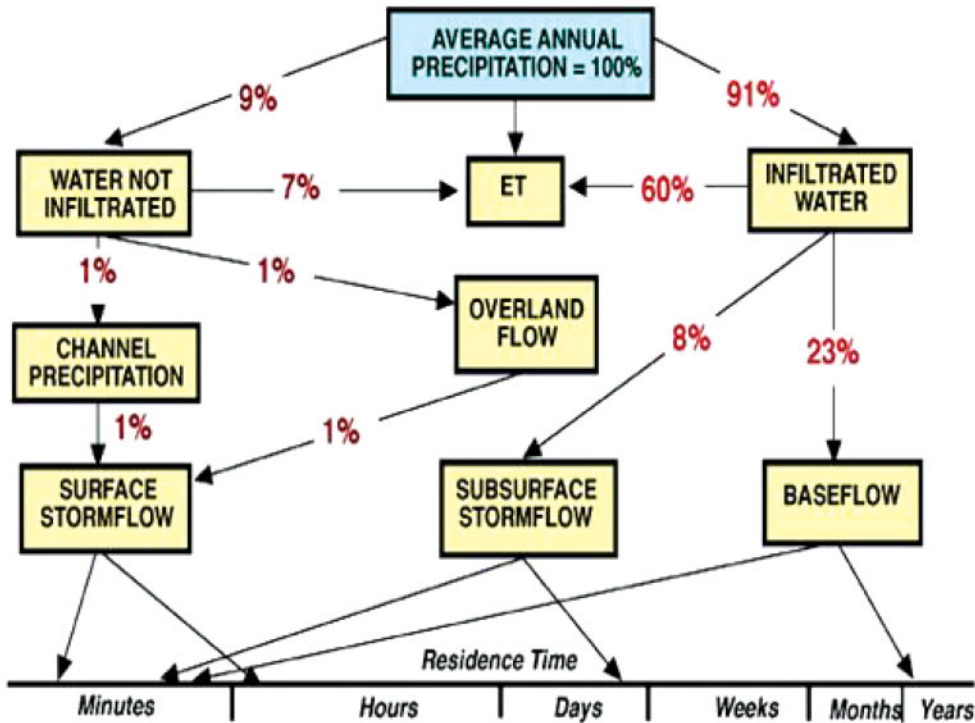 AVERAGE ANNUAL
PRECIPITATION = 100%
9%
91%
WATER NOT
INFILTRATED
7%
ET
60%
INFILTRATED
WATER
1%
1%
OVERLAND
FLOW
8%
23%
CHANNEL
PRECIPITATION
1%
1%
SURFACE
STORMFLOW
SUBSURFACE
STORMFLOW
BASEFLOW
Residence Time
Minutes
Hours
Days
Weeks
Months
Years